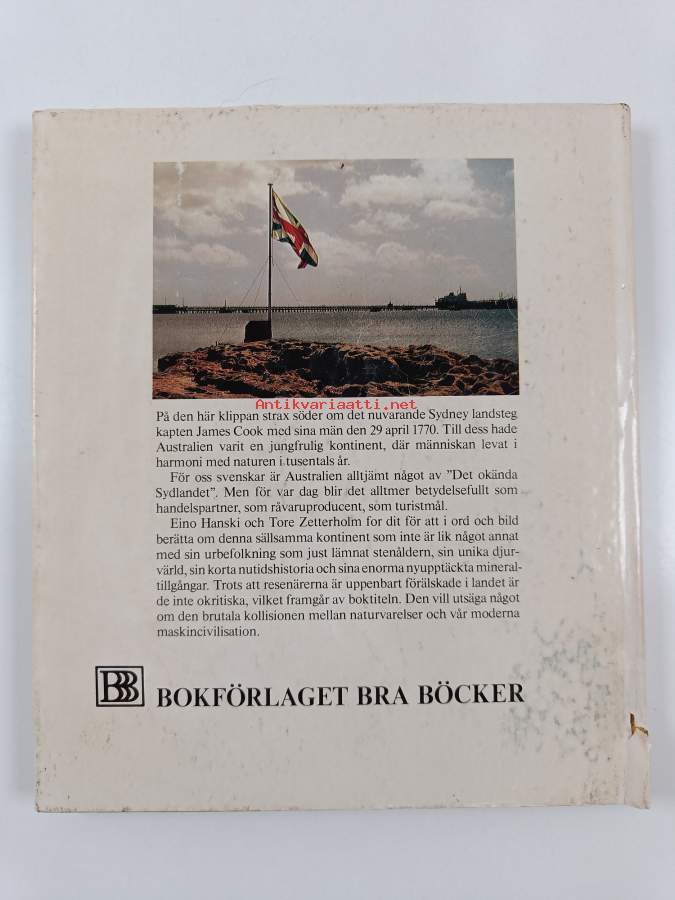 Antikvariaatti.net
På den här klippan strax söder om det nuvarande Sydney landsteg
kapten James Cook med sina män den 29 april 1770. Till dess hade
Australien varit en jungfrulig kontinent, där människan levat i
harmoni med naturen i tusentals år.
För oss svenskar är Australien alltjämt något av ”Det okända
Sydlandet”. Men för var dag blir det alltmer betydelsefullt som
handelspartner, som råvaruproducent, som turistmål.
Eino Hanski och Tore Zetterholm for dit för att i ord och bild
berätta om denna sällsamma kontinent som inte är lik något annat
med sin urbefolkning som just lämnat stenåldern, sin unika djur-
värld, sin korta nutidshistoria och sina enorma nyupptäckta mineral-
tillgångar. Trots att resenärerna är uppenbart förälskade i landet är
de inte okritiska, vilket framgår av boktiteln. Den vill utsäga något
om den brutala kollisionen mellan naturvarelser och vår moderna
maskincivilisation.
BBB BOKFÖRLAGET BRA BÖCKER